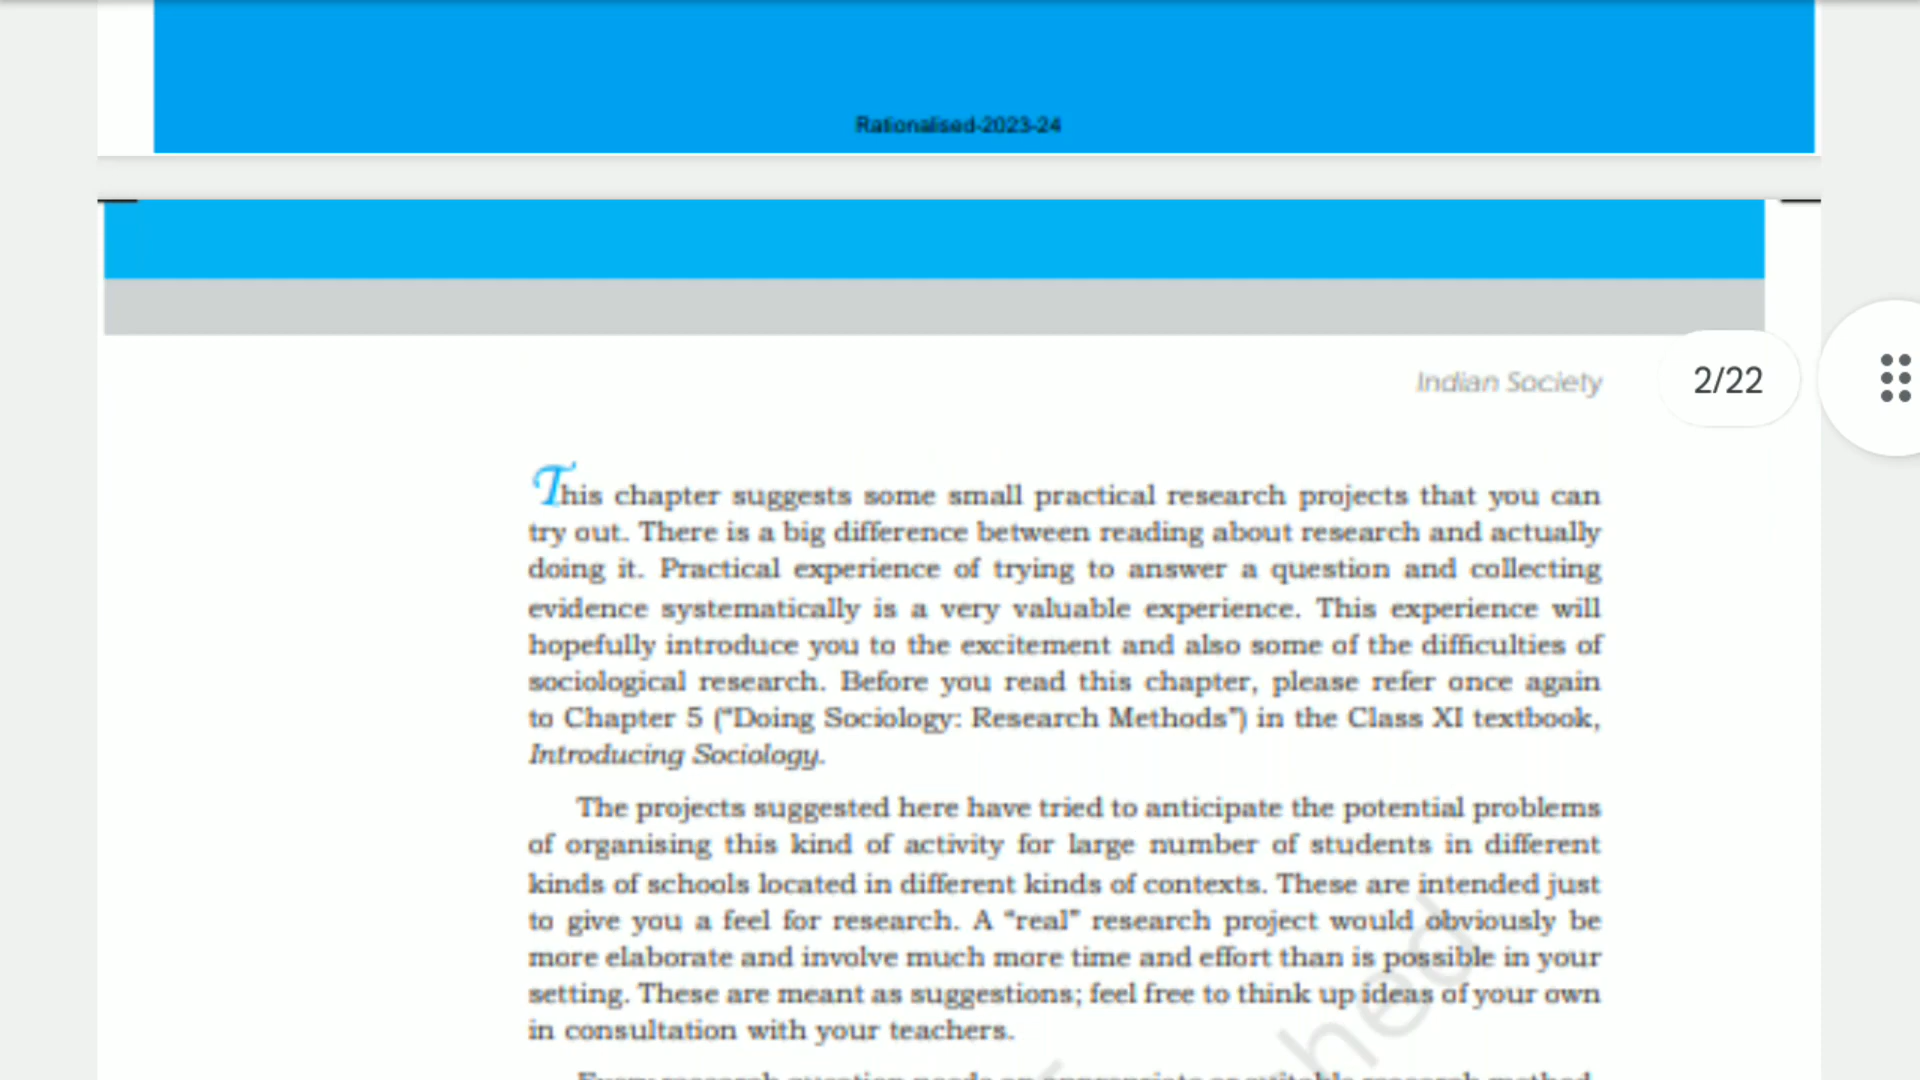 Rationalised-2023-24
Indian Society
2/22
This chapter suggests some small practical research projects that you can
try out. There is a big difference between reading about research and actually
doing it. Practical experience of trying to answer a question and collecting
evidence systematically is a very valuable experience. This experience will
hopefully introduce you to the excitement and also some of the difficulties of
sociological research. Before you read this chapter, please refer once again
to Chapter 5 (“Doing Sociology: Research Methods”) in the Class XI textbook,
Introducing Sociology.
The projects suggested here have tried to anticipate the potential problems
of organising this kind of activity for large number of students in different
kinds of schools located in different kinds of contexts. These are intended just
to give you a feel for research. A “real” research project would obviously be
more elaborate and involve much more time and effort than is possible in your
setting. These are meant as suggestions; feel free to think up ideas of your own
in consultation with your teachers.